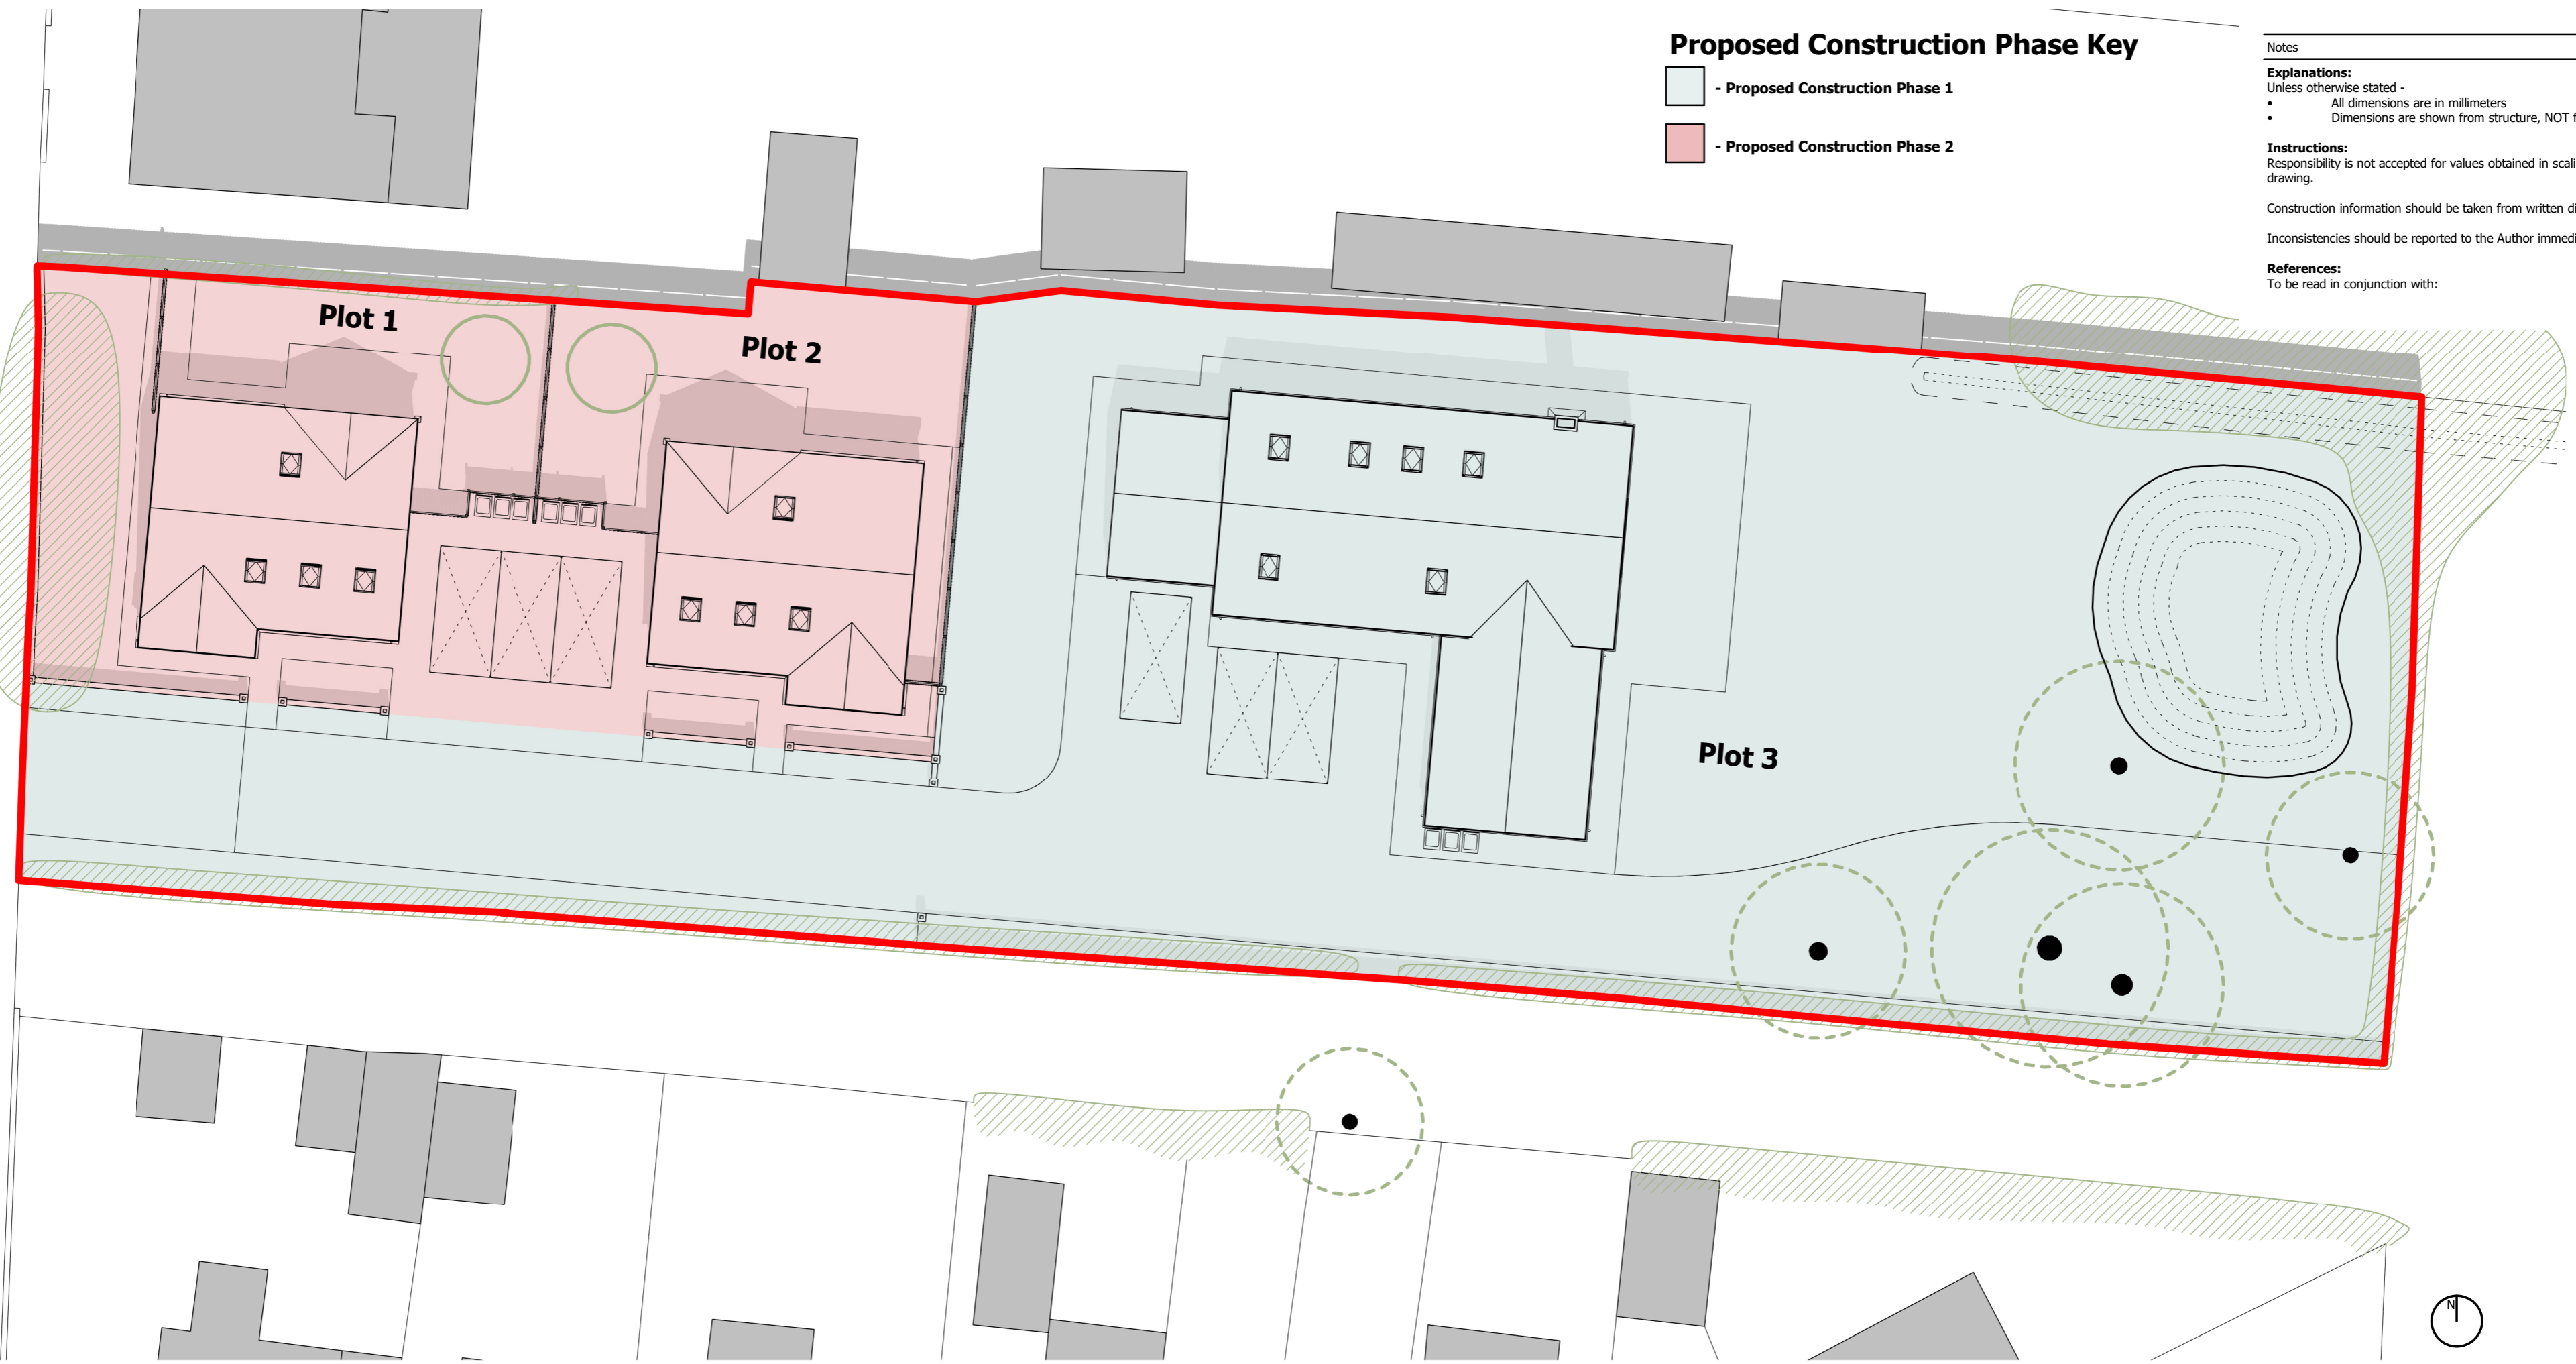 Proposed Construction Phase Key
- Proposed Construction Phase 1
- Proposed Construction Phase 2
Notes
Explanations:
Unless otherwise stated -
• All dimensions are in millimeters
• Dimensions are shown from structure, NOT
Instructions:
Responsibility is not accepted for values obtained in
drawing.
Construction information should be taken from written
Inconsistencies should be reported to the Author
References:
To be read in conjunction with:
Plot 1
Plot 2
Plot 3
N